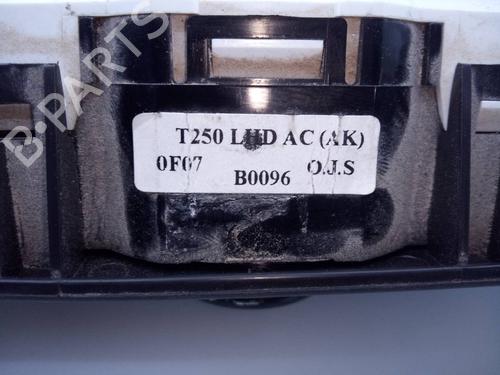 B-PARTS
T250 LHD AC (AK)
0F07 O.J.S
B0096